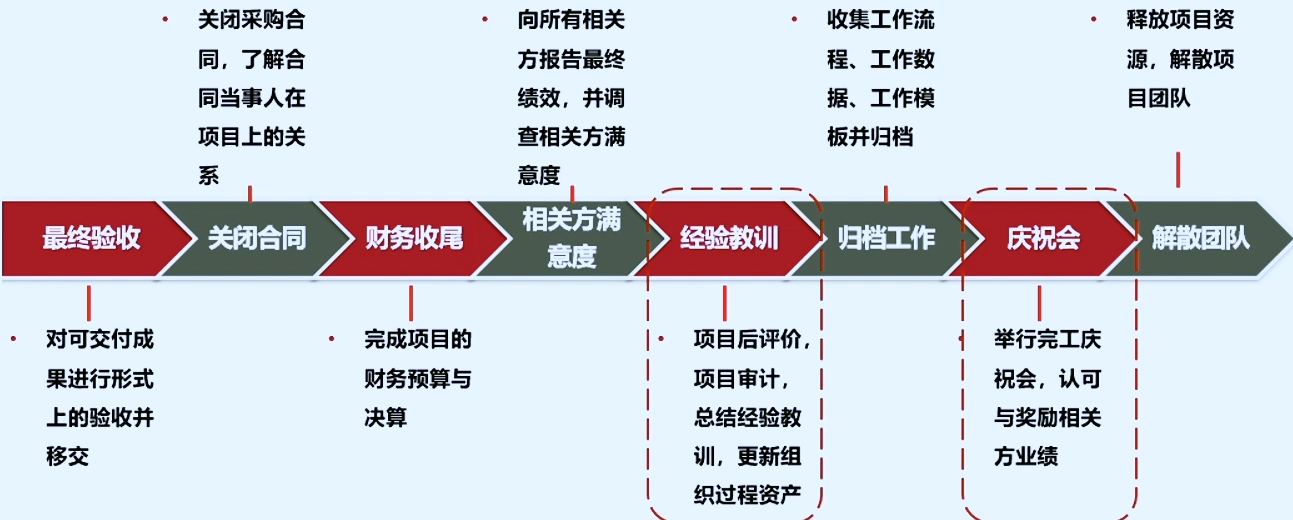 关闭采购合
同，了解合
同当事人在
项目上的关
系
向所有相关
方报告最终
绩效，并调
查相关方满
意度
收集工作流
程、工作数
据、工作模
板并归档
释放项目资
源，解散项
目团队
最终验收
关闭合同
财务收尾
相关方满
意度
经验教训
归档工作
庆祝会
解散团队
对可交付成
果进行形式
上的验收并
移交
完成项目的
财务预算与
决算
项目后评价，
项目审计，
总结经验教
训，更新组
织过程资产
举行完工庆
祝会，认可
与奖励相关
方业绩